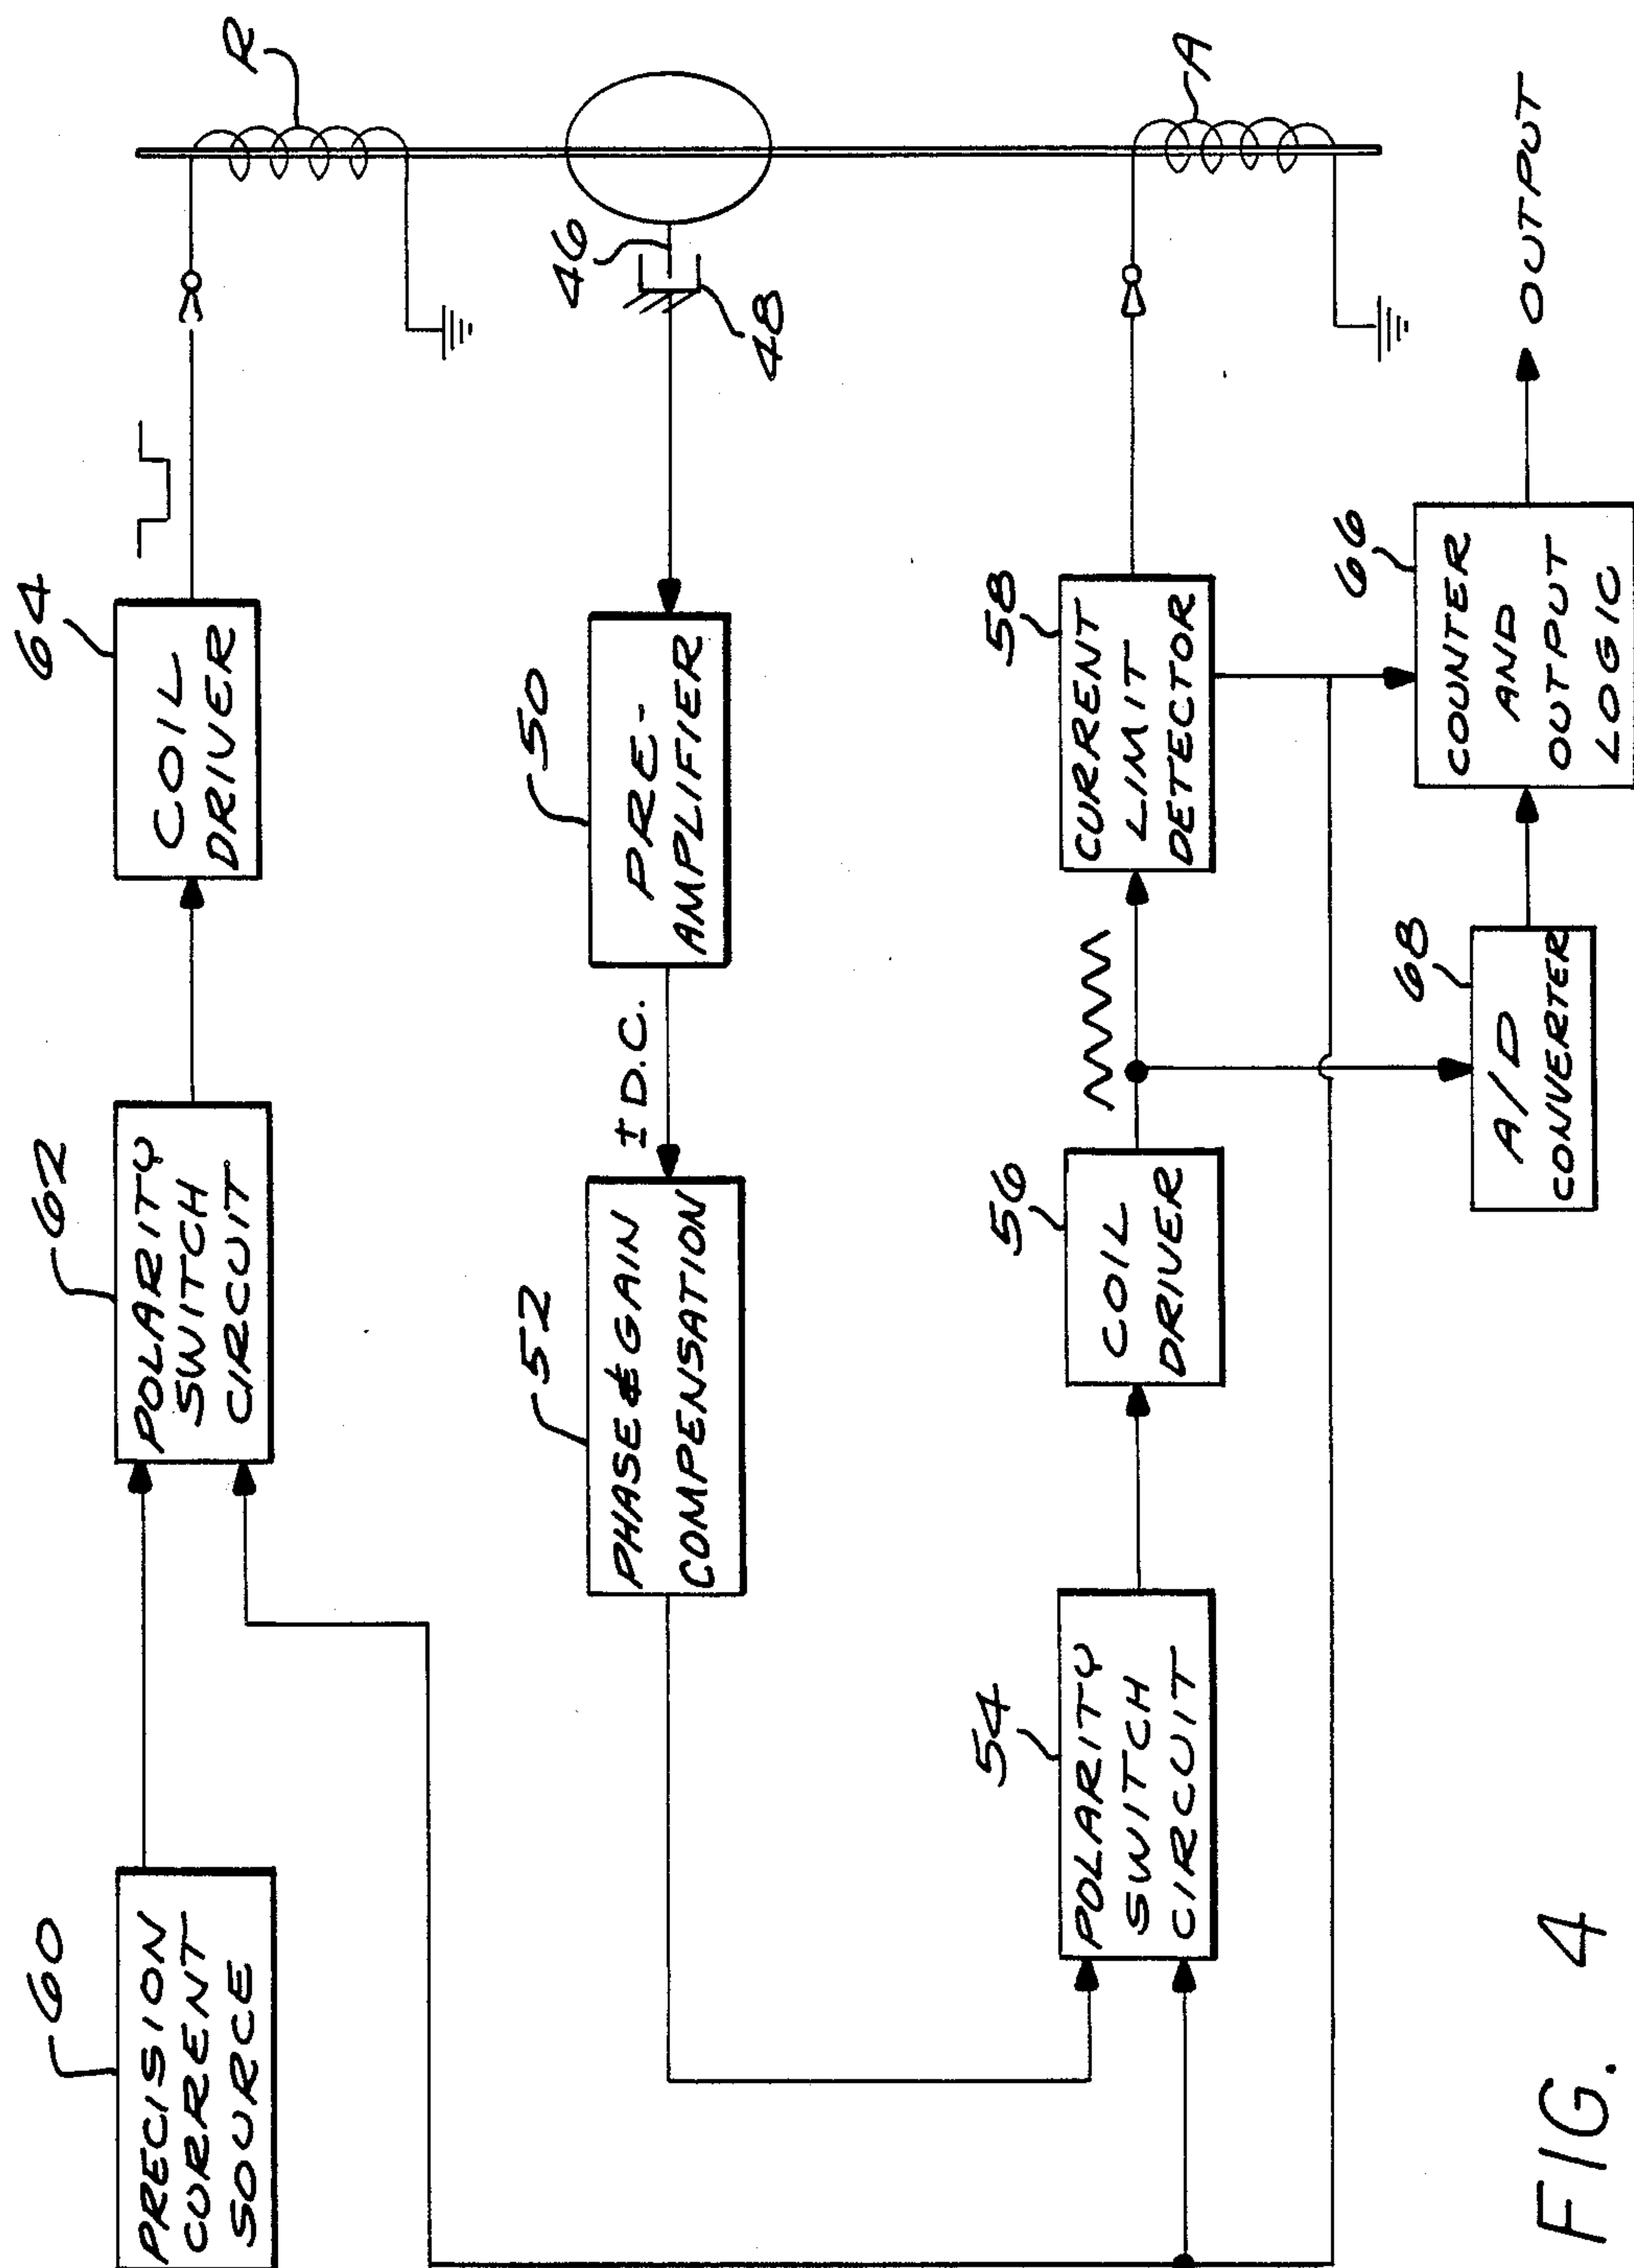 60
PRECISION
CURRENT
SOURCE
62
POLARITY
SWITCH
CIRCUIT
64
COIL
DRIVER
R
52
PHASE & GAIN
COMPENSATION
± D.C.
50
PRE-
AMPLIFIER
46
48
54
POLARITY
SWITCH
CIRCUIT
56
COIL
DRIVER
58
CURRENT
LIMIT
DETECTOR
A
68
A/D
CONVERTER
66
COUNTER
AND
OUTPUT
LOGIC
OUTPUT
FIG. 4